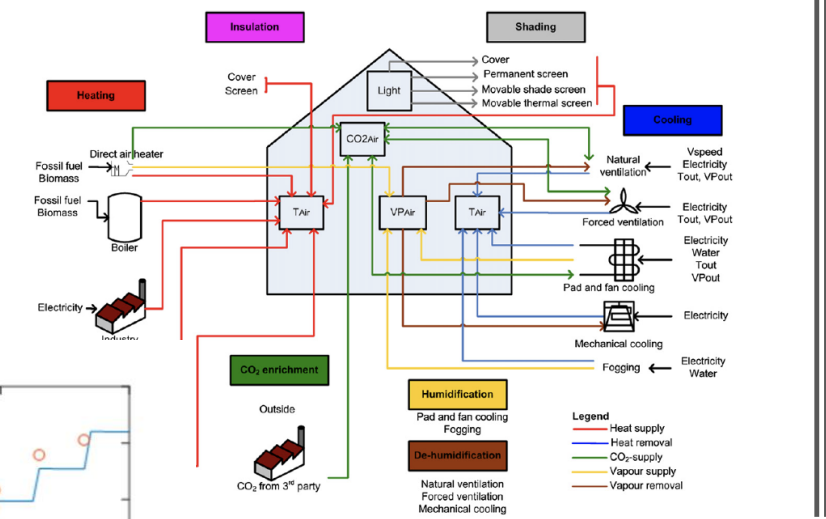 Insulation
Shading
Cover
Screen
Cover
Permanent screen
Movable shade screen
Movable thermal screen
Light
Heating
Cooling
CO2Air
Direct air heater
Fossil fuel
Biomass
Natural
ventilation
Vspeed
Electricity
Tout, VPout
Fossil fuel
Biomass
Boiler
TAir
VPAir
TAir
Forced ventilation
Electricity
Tout, VPout
Electricity
Water
Tout
VPout
Pad and fan cooling
Electricity
Industry
Electricity
Mechanical cooling
Fogging
Electricity
Water
CO₂ enrichment
Outside
CO₂ from 3rd party
Humidification
Pad and fan cooling
Fogging
De-humidification
Natural ventilation
Forced ventilation
Mechanical cooling
Legend
Heat supply
Heat removal
CO₂-supply
Vapour supply
Vapour removal